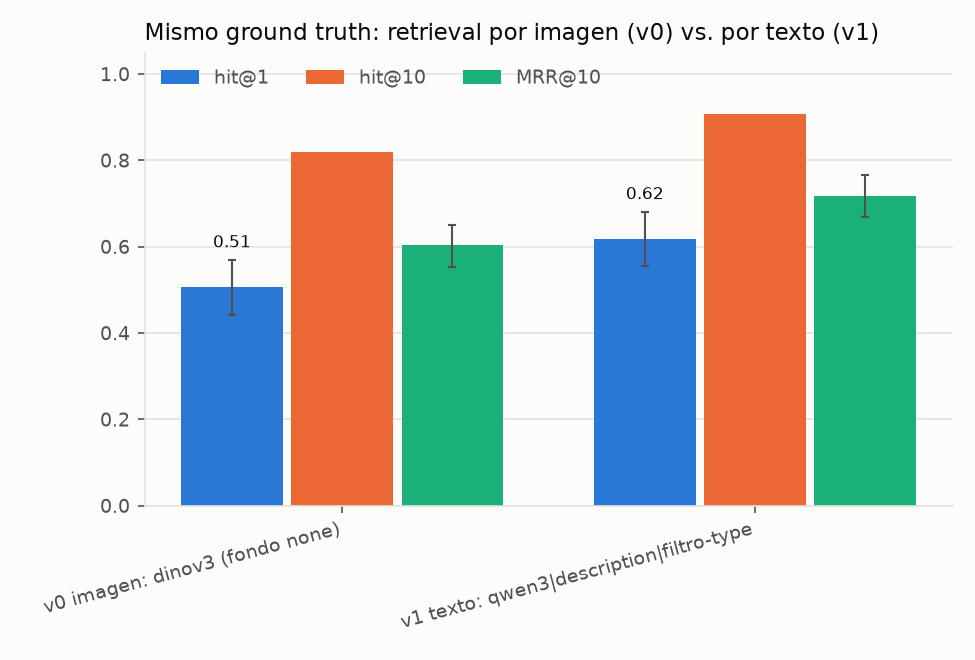 Mismo ground truth: retrieval por imagen (v0) vs. por texto (v1)
hit@1 hit@10 MRR@10
1.0
0.8
0.6
0.4
0.2
0.0
0.51
0.62
v0 imagen: dinov3 (fondo none)
v1 texto: qwen3|description|filtro-type